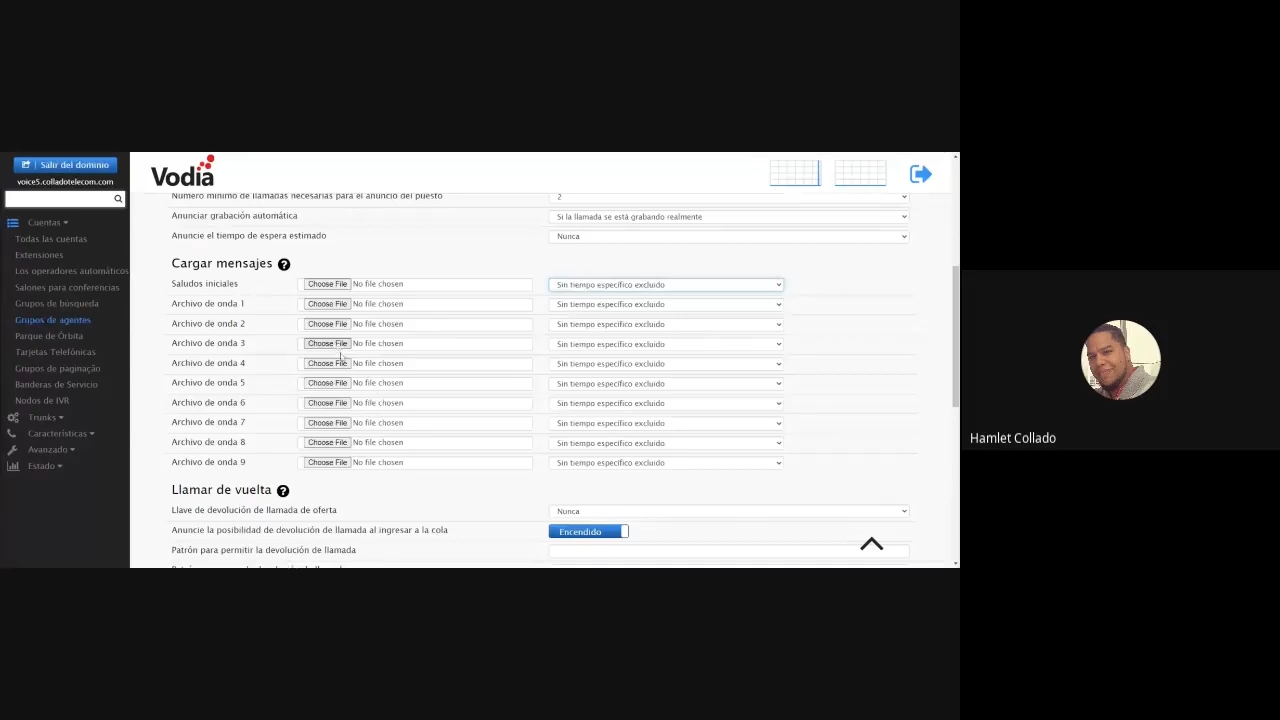 Salir del dominio
voice5.colladotelecom.com
Cuentas
Todas las cuentas
Extensiones
Los operadores automáticos
Salones para conferencias
Grupos de búsqueda
Grupos de agentes
Parque de Órbita
Tarjetas Telefónicas
Grupos de paginação
Banderas de Servicio
Nodos de IVR
Trunks
Características
Avanzado
Estado
Vodia
Número mínimo de llamadas necesarias para el anuncio del puesto 2
Anunciar grabación automática Si la llamada se está grabando realmente
Anuncie el tiempo de espera estimado Nunca
Cargar mensajes ?
Saludos iniciales Choose File No file chosen Sin tiempo específico excluido
Archivo de onda 1 Choose File No file chosen Sin tiempo específico excluido
Archivo de onda 2 Choose File No file chosen Sin tiempo específico excluido
Archivo de onda 3 Choose File No file chosen Sin tiempo específico excluido
Archivo de onda 4 Choose File No file chosen Sin tiempo específico excluido
Archivo de onda 5 Choose File No file chosen Sin tiempo específico excluido
Archivo de onda 6 Choose File No file chosen Sin tiempo específico excluido
Archivo de onda 7 Choose File No file chosen Sin tiempo específico excluido
Archivo de onda 8 Choose File No file chosen Sin tiempo específico excluido
Archivo de onda 9 Choose File No file chosen Sin tiempo específico excluido
Llamar de vuelta ?
Llave de devolución de llamada de oferta Nunca
Anuncie la posibilidad de devolución de llamada al ingresar a la cola Encendido
Patrón para permitir la devolución de llamada
Hamlet Collado